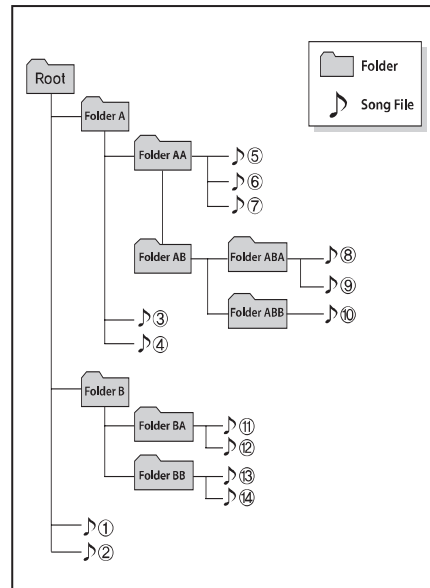 Root
Folder
Song File
Folder A
Folder AA
⑤
⑥
⑦
Folder AB
Folder ABA
⑧
⑨
Folder ABB
⑩
③
④
Folder B
Folder BA
⑪
⑫
Folder BB
⑬
⑭
①
②